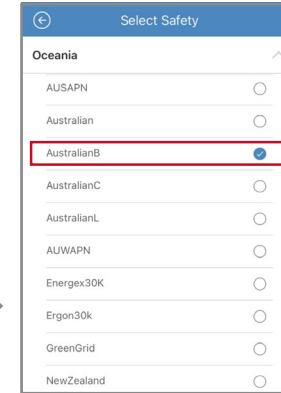 Select Safety
Oceania
AUSAPN
Australian
AustralianB
AustralianC
AustralianL
AUWAPN
Energex30K
Ergon30k
GreenGrid
NewZealand